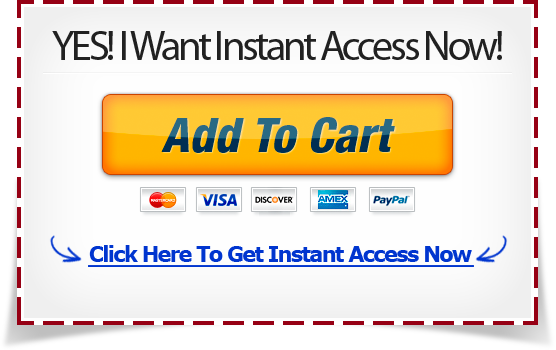 YES! I Want Instant Access Now!
Add To Cart
MASTERCARD VISA DISCOVER AMEX PayPal
Click Here To Get Instant Access Now